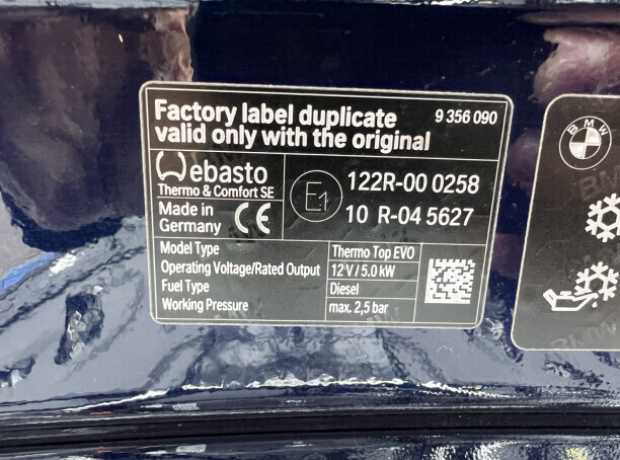 Factory label duplicate 9 356 090
valid only with the original
Webasto
Thermo & Comfort SE
E1
122R-00 0258
10 R-04 5627
Made in
Germany
CE
Model Type Thermo Top EVO
Operating Voltage/Rated Output 12 V / 5.0 kW
Fuel Type Diesel
Working Pressure max. 2,5 bar
BMW